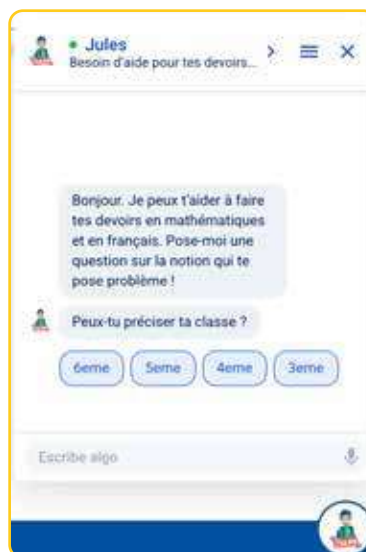 Jules
Besoin d'aide pour tes devoirs...
Bonjour. Je peux t'aider à faire
tes devoirs en mathématiques
et en français. Pose-moi une
question sur la notion qui te
pose problème !
Peux-tu préciser ta classe ?
6eme
5eme
4eme
3eme
Escribe algo